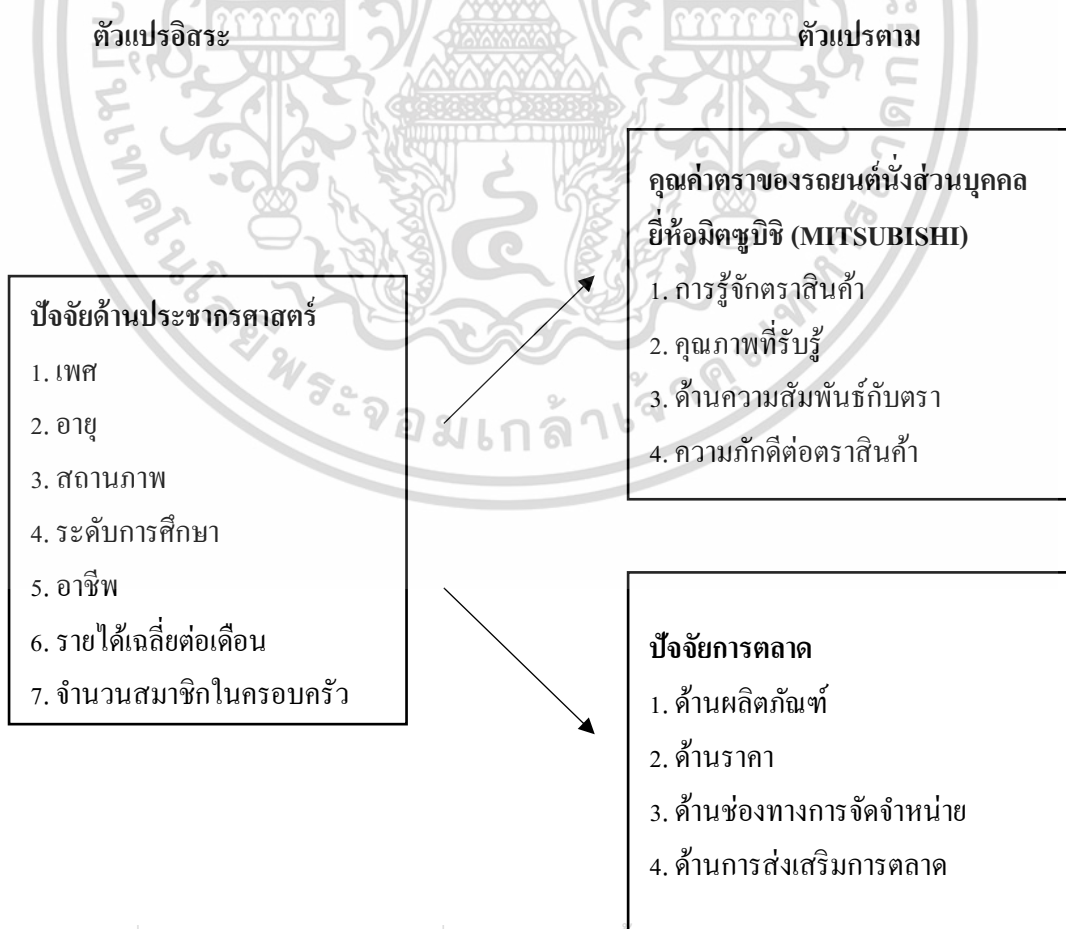 ตัวแปรอิสระ
ตัวแปรตาม
ปัจจัยด้านประชากรศาสตร์
1. เพศ
2. อายุ
3. สถานภาพ
4. ระดับการศึกษา
5. อาชีพ
6. รายได้เฉลี่ยต่อเดือน
7. จำนวนสมาชิกในครอบครัว
คุณค่าตราของรถยนต์นั่งส่วนบุคคล
ยี่ห้อมิตซูบิชิ (MITSUBISHI)
1. การรู้จักตราสินค้า
2. คุณภาพที่รับรู้
3. ด้านความสัมพันธ์กับตรา
4. ความภักดีต่อตราสินค้า
ปัจจัยการตลาด
1. ด้านผลิตภัณฑ์
2. ด้านราคา
3. ด้านช่องทางการจัดจำหน่าย
4. ด้านการส่งเสริมการตลาด